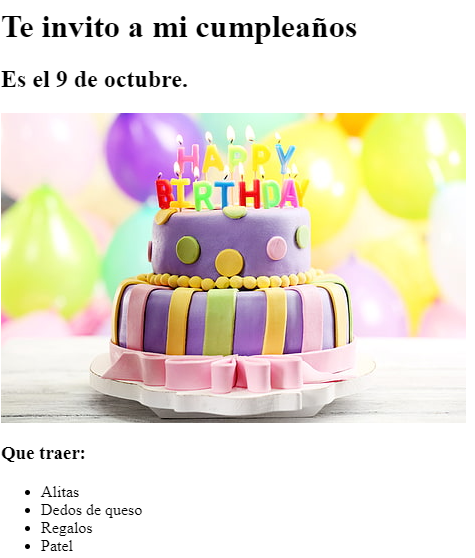 Te invito a mi cumpleaños
Es el 9 de octubre.
HAPPY
BIRTHDAY
Que traer:
Alitas
Dedos de queso
Regalos
Patel